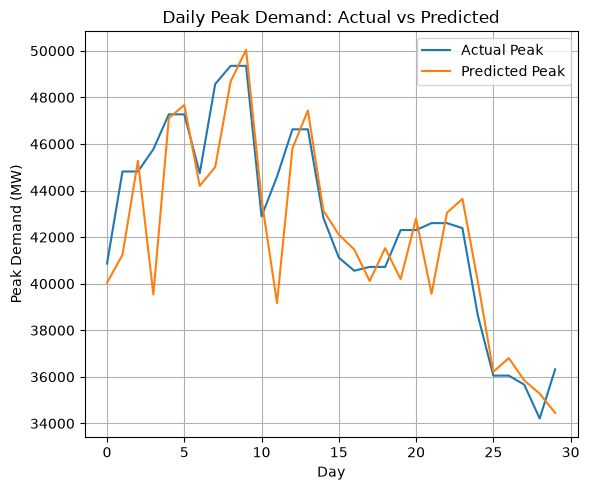 Daily Peak Demand: Actual vs Predicted
Actual Peak
Predicted Peak
50000
48000
46000
44000
42000
40000
38000
36000
34000
Peak Demand (MW)
0 5 10 15 20 25 30
Day